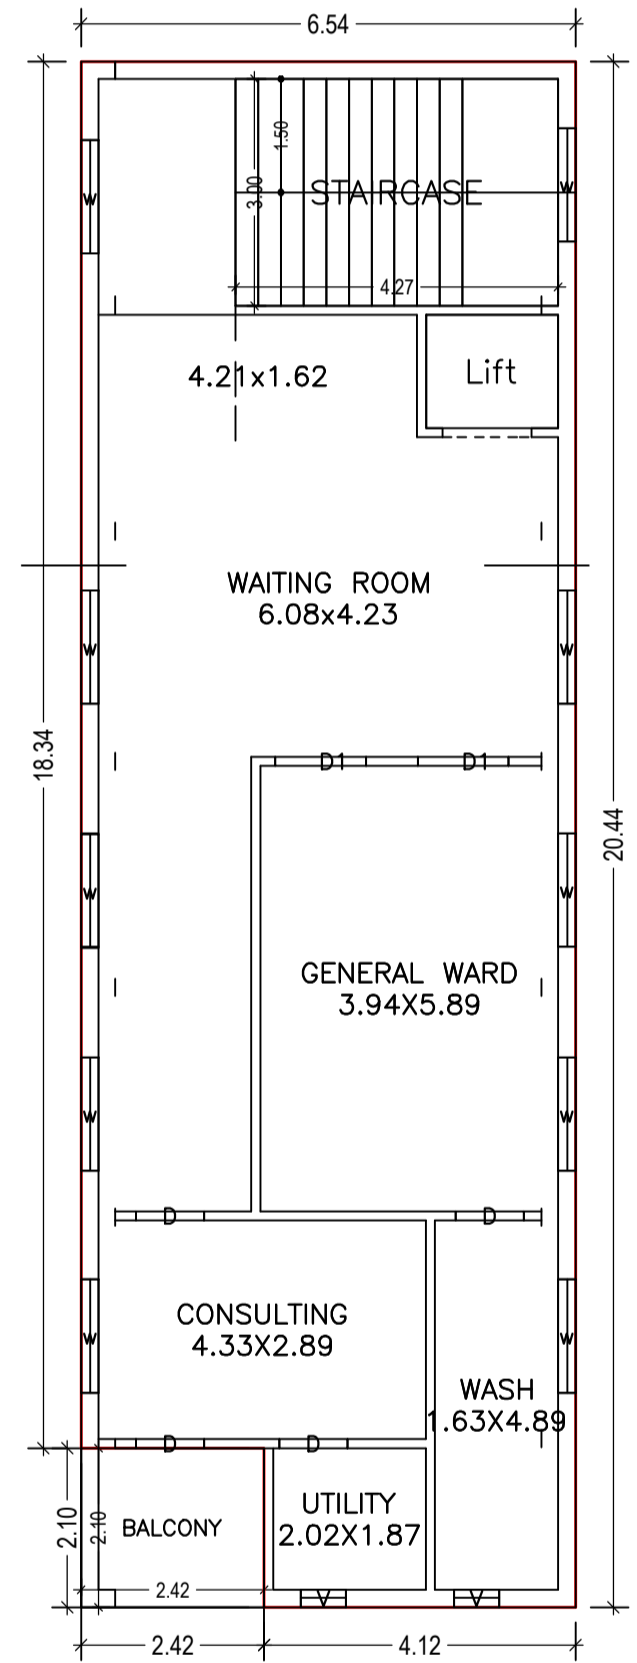 6.54
1.50
W
STAIRCASE
W
3.00
4.27
4.21x1.62
Lift
WAITING ROOM
6.08x4.23
W
W
18.34
D1
D1
20.44
W
W
GENERAL WARD
3.94X5.89
W
W
D
D
CONSULTING
4.33X2.89
W
W
WASH
1.63X4.89
D
D
UTILITY
2.02X1.87
BALCONY
2.10
2.10
2.42
V
V
2.42
4.12